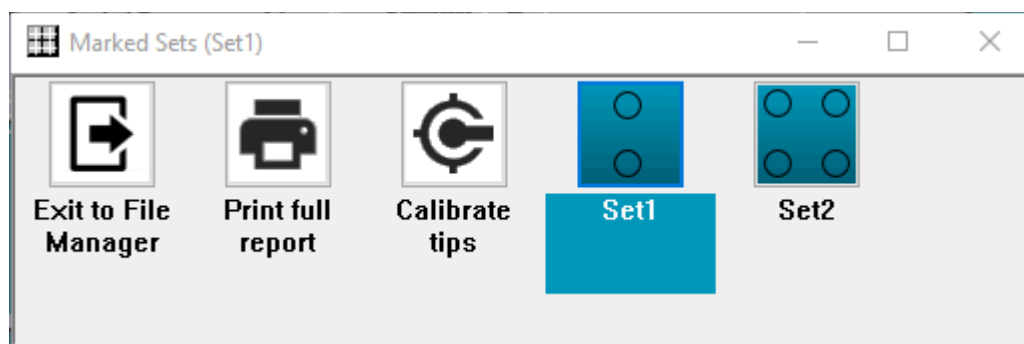 Marked Sets (Set1)
Exit to File
Manager
Print full
report
Calibrate
tips
Set1
Set2